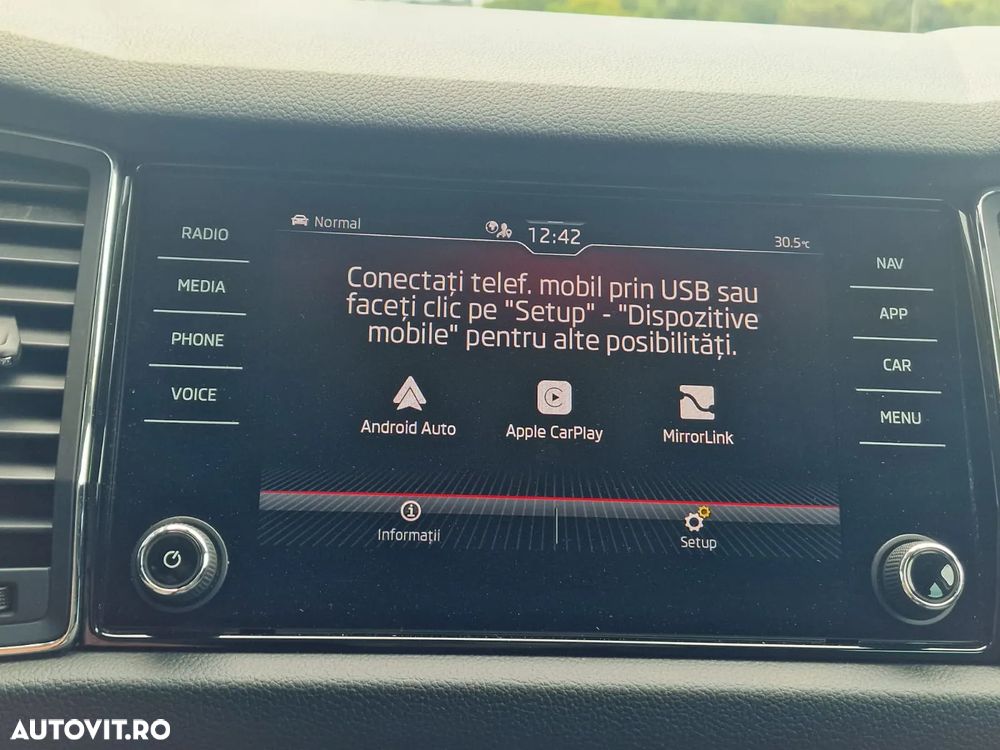 Normal
12:42
30.5°C
RADIO
MEDIA
PHONE
VOICE
Conectați telef. mobil prin USB sau
faceți clic pe "Setup" - "Dispozitive
mobile" pentru alte posibilități.
Android Auto
Apple CarPlay
MirrorLink
Informații
Setup
NAV
APP
CAR
MENU
AUTOVIT.RO